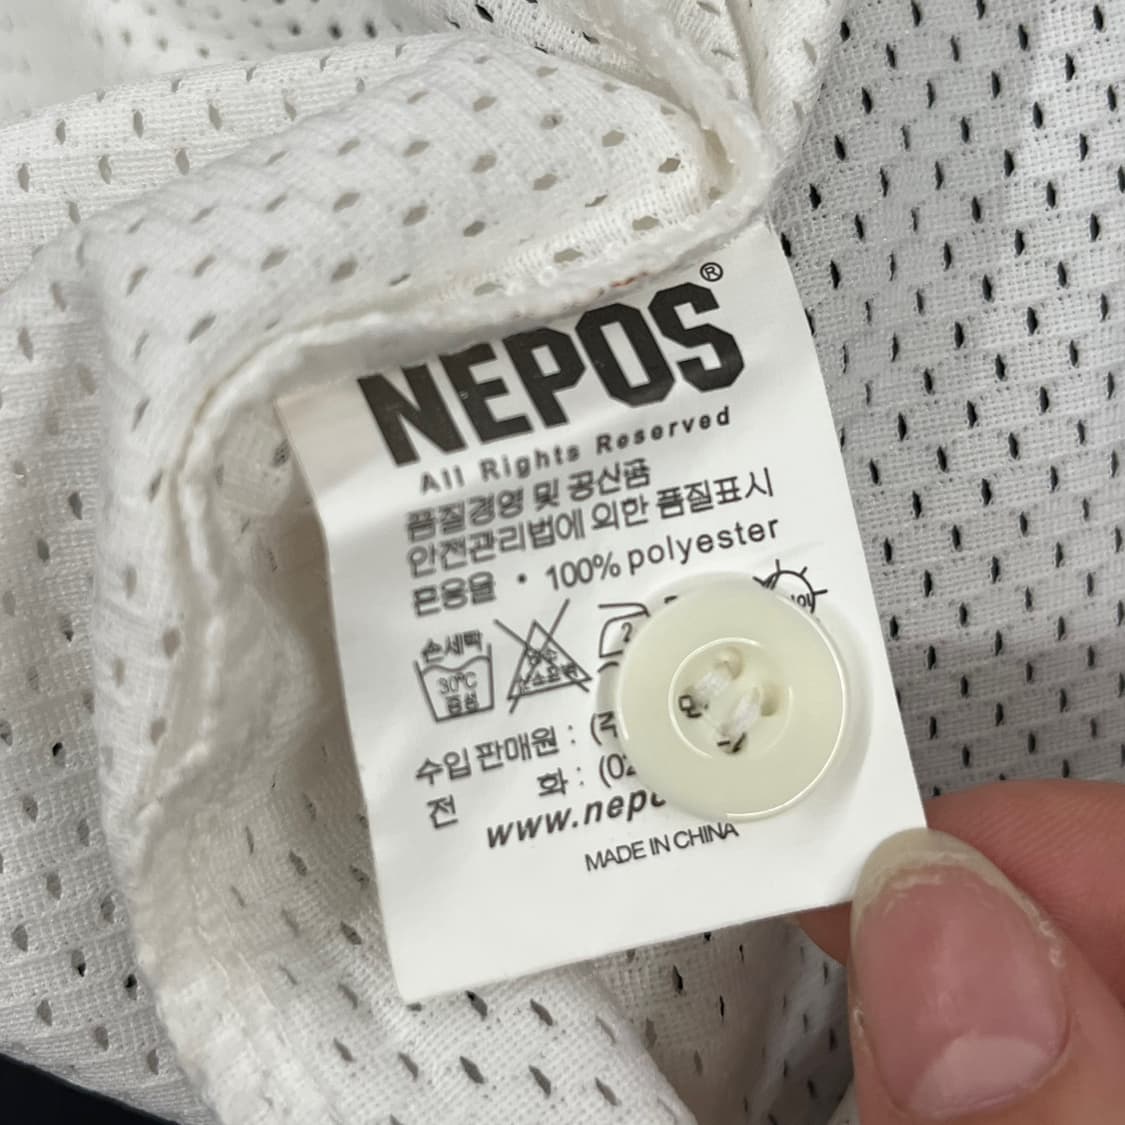 NEPOS®
All Rights Reserved
품질경영 및 공산품
안전관리법에 의한 품질표시
혼용율 · 100% polyester
손세탁
30°C
중성
2
수입 판매원 : (주
전 화 : (02
www.nepo
MADE IN CHINA